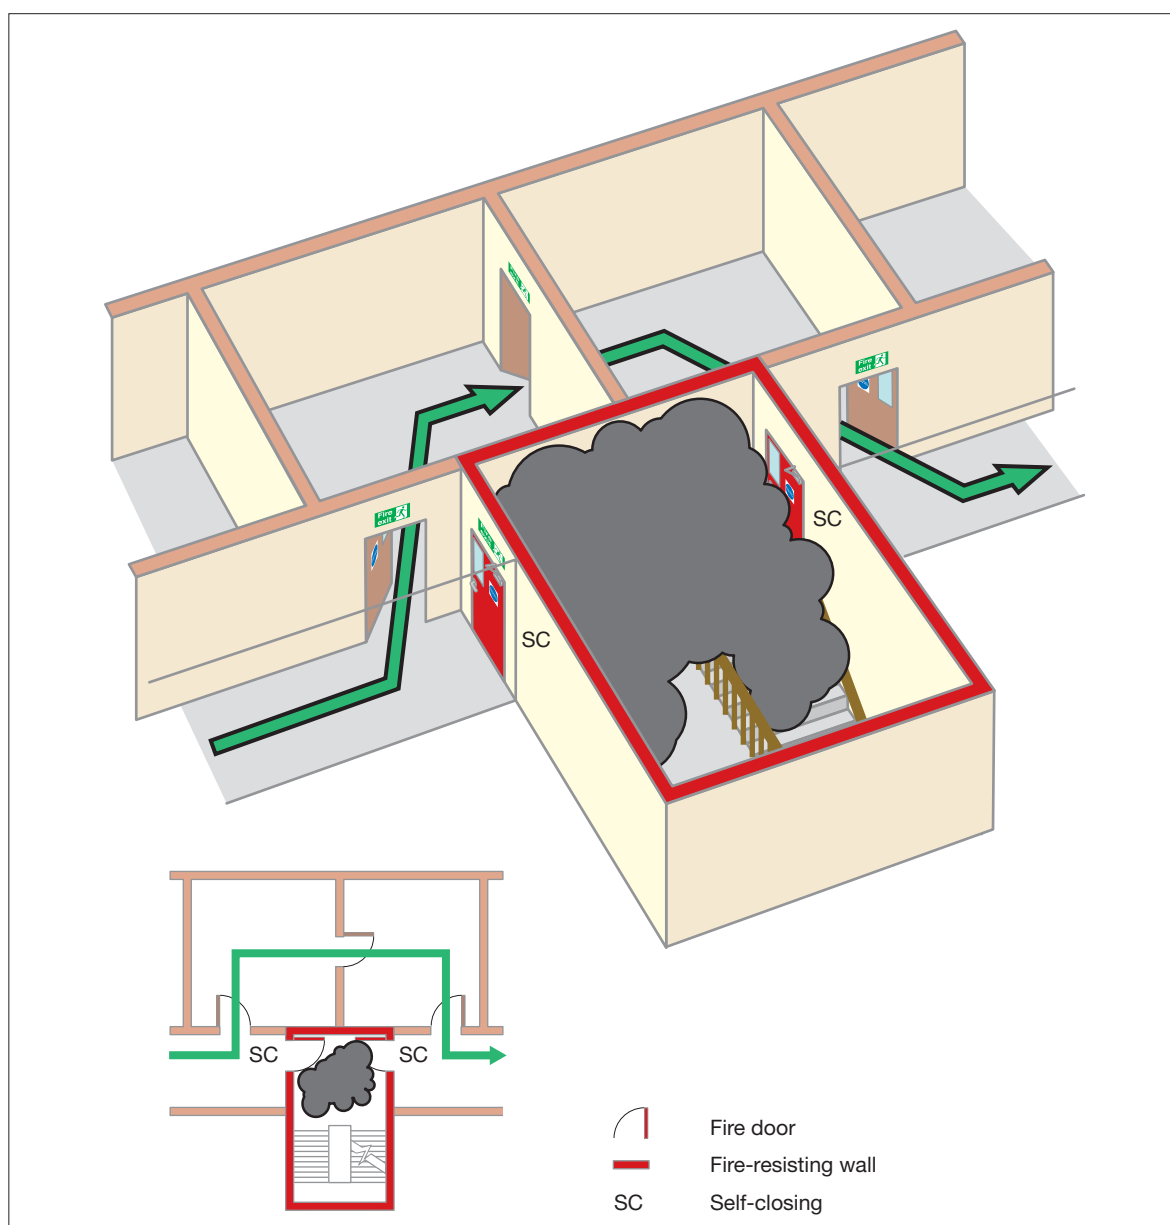 Fire
exit
Fire
exit
SC
SC
SC
SC
Fire door
Fire-resisting wall
SC
Self-closing